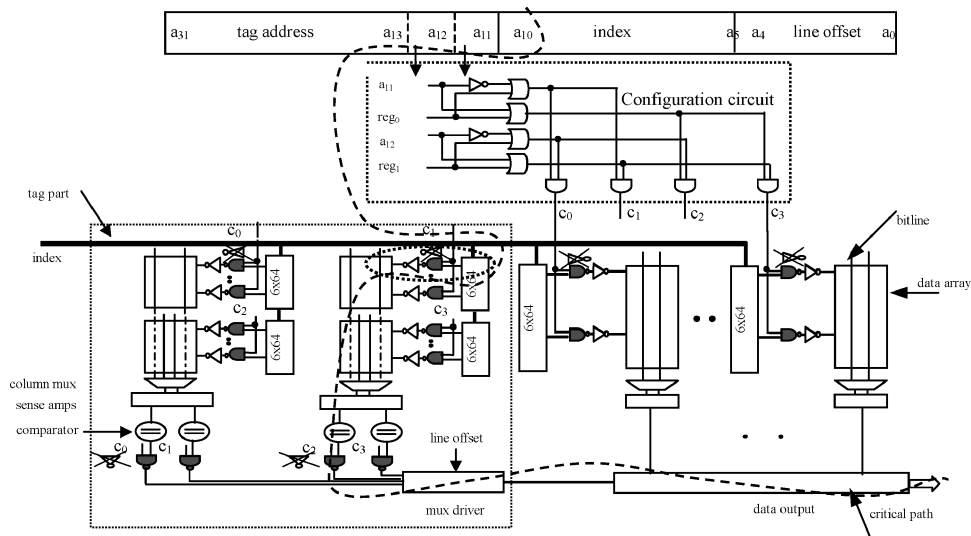 a31 tag address a13 a12 a11 a10 index a5 a4 line offset a0
a11
reg0
a12
reg1
Configuration circuit
c0 c1 c2 c3
tag part
index
c0 c1
6x64 6x64 6x64 6x64
c2 c3
6x64 6x64
bitline
data array
column mux
sense amps
comparator
c0 c1 c2 c3
line offset
mux driver
data output
critical path